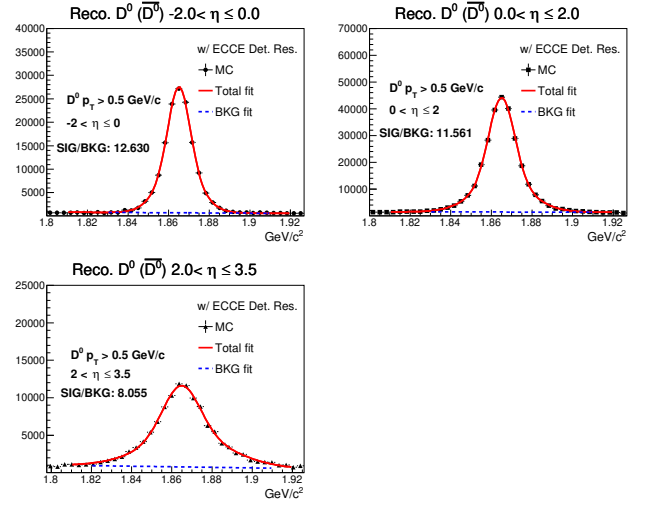 Reco. D⁰ (D̅⁰) -2.0< η ≤ 0.0
40000
35000
30000
25000
20000
15000
10000
5000
w/ ECCE Det. Res.
MC
Total fit
BKG fit
D⁰ p_T > 0.5 GeV/c
-2 < η ≤ 0
SIG/BKG: 12.630
1.8 1.82 1.84 1.86 1.88 1.9 1.92
GeV/c²
Reco. D⁰ (D̅⁰) 0.0< η ≤ 2.0
70000
60000
50000
40000
30000
20000
10000
w/ ECCE Det. Res.
MC
Total fit
BKG fit
D⁰ p_T > 0.5 GeV/c
0 < η ≤ 2
SIG/BKG: 11.561
1.8 1.82 1.84 1.86 1.88 1.9 1.92
GeV/c²
Reco. D⁰ (D̅⁰) 2.0< η ≤ 3.5
25000
20000
15000
10000
5000
w/ ECCE Det. Res.
MC
Total fit
BKG fit
D⁰ p_T > 0.5 GeV/c
2 < η ≤ 3.5
SIG/BKG: 8.055
1.8 1.82 1.84 1.86 1.88 1.9 1.92
GeV/c²